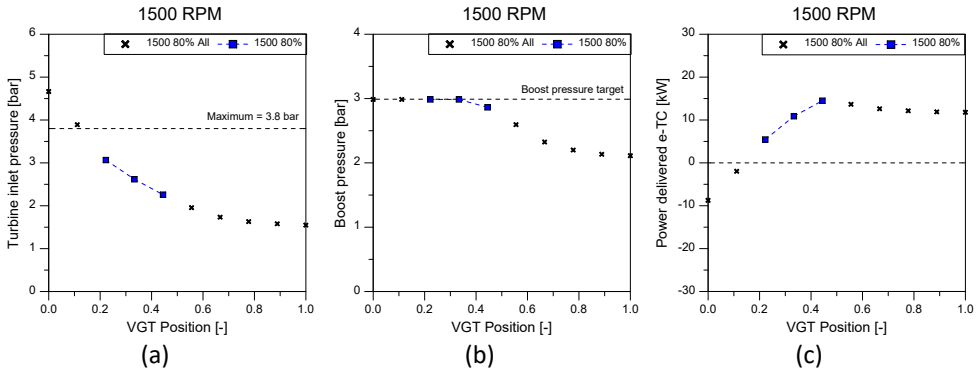 1500 RPM
1500 80% All
1500 80%
Turbine inlet pressure [bar]
6
5
4
3
2
1
0
Maximum = 3.8 bar
0.0 0.2 0.4 0.6 0.8 1.0
VGT Position [-]
(a)
1500 RPM
1500 80% All
1500 80%
Boost pressure [bar]
4
3
2
1
0
Boost pressure target
0.0 0.2 0.4 0.6 0.8 1.0
VGT Position [-]
(b)
1500 RPM
1500 80% All
1500 80%
Power delivered e-TC [kW]
30
20
10
0
-10
-20
-30
0.0 0.2 0.4 0.6 0.8 1.0
VGT Position [-]
(c)